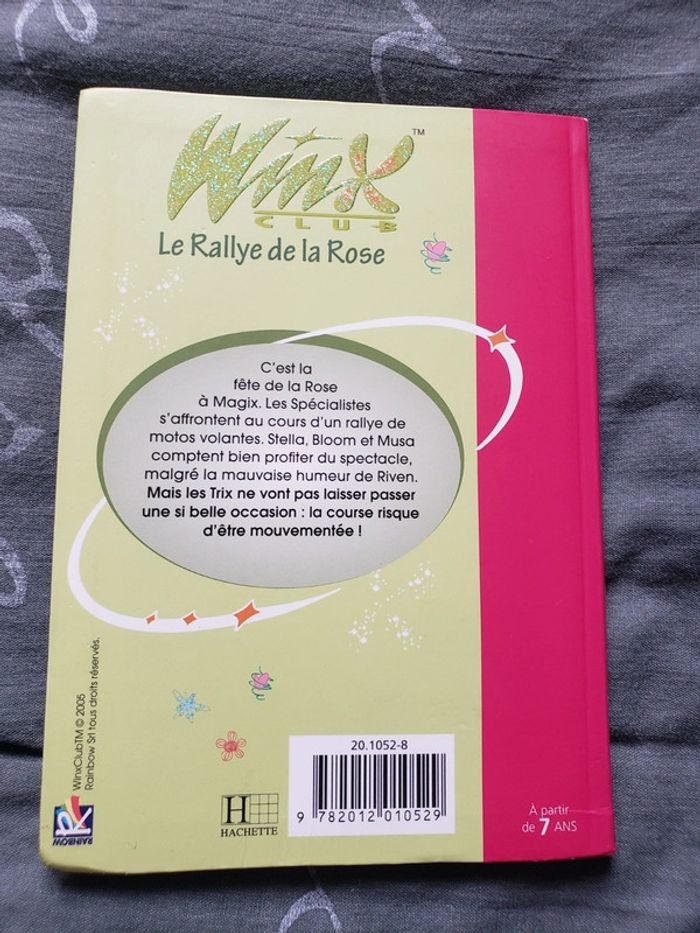 Winx™
CLUB
Le Rallye de la Rose
C'est la
fête de la Rose
à Magix. Les Spécialistes
s'affrontent au cours d'un rallye de
motos volantes. Stella, Bloom et Musa
comptent bien profiter du spectacle,
malgré la mauvaise humeur de Riven.
Mais les Trix ne vont pas laisser passer
une si belle occasion : la course risque
d'être mouvementée !
WinxClubTM © 2005
Rainbow Srl tous droits réservés.
RAINBOW
H
HACHETTE
20.1052-8
9 782012 010529
À partir
de 7 ANS